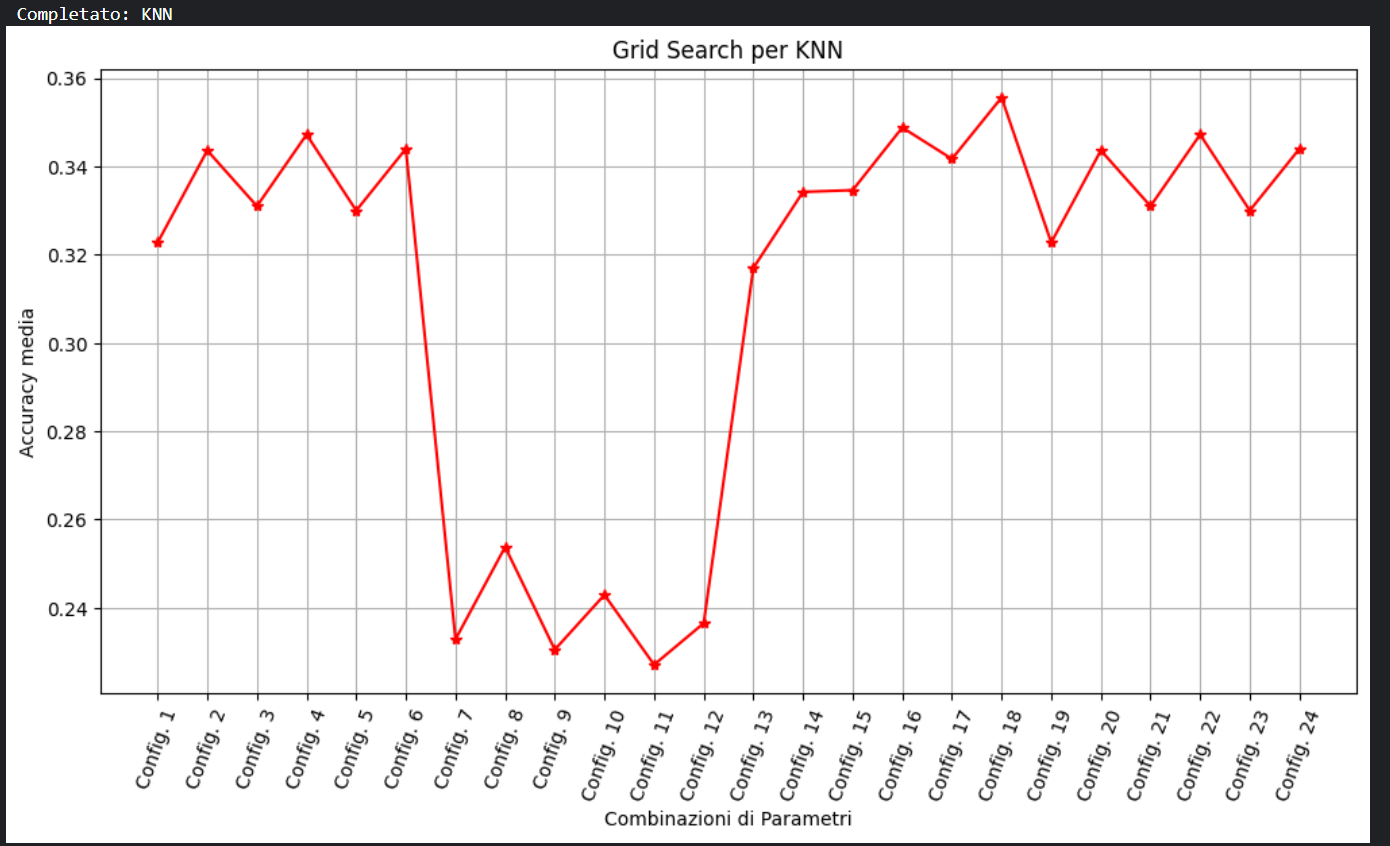 Completato: KNN
Grid Search per KNN
0.36
0.34
0.32
0.30
0.28
0.26
0.24
Accuracy media
Config. 1
Config. 2
Config. 3
Config. 4
Config. 5
Config. 6
Config. 7
Config. 8
Config. 9
Config. 10
Config. 11
Config. 12
Config. 13
Config. 14
Config. 15
Config. 16
Config. 17
Config. 18
Config. 19
Config. 20
Config. 21
Config. 22
Config. 23
Config. 24
Combinazioni di Parametri